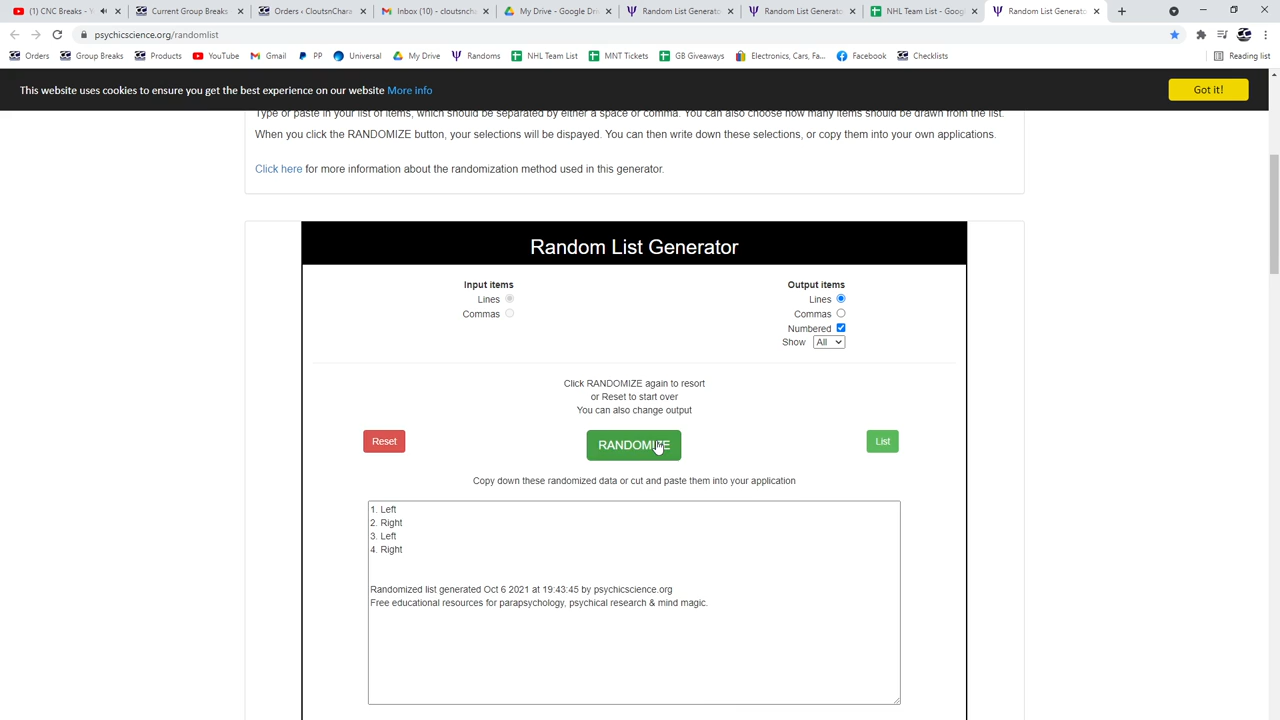 (1) CNC Breaks - Y
Current Group Breaks
Orders < CloutsnChara
Inbox (10) - cloutsnch
My Drive - Google Dri
Random List Generato
Random List Generato
NHL Team List - Goog
Random List Generato
psychicscience.org/randomlist
Orders
Group Breaks
Products
YouTube
Gmail
PP
Universal
My Drive
Randoms
NHL Team List
MNT Tickets
GB Giveaways
Electronics, Cars, Fa...
Facebook
Checklists
Reading list
This website uses cookies to ensure you get the best experience on our website More info
Got it!
Type or paste in your list of items, which should be separated by either a space or comma. You can also choose how many items should be drawn from the list.
When you click the RANDOMIZE button, your selections will be dispayed. You can then write down these selections, or copy them into your own applications.
Click here for more information about the randomization method used in this generator.
Random List Generator
Input items
Lines
Commas
Output items
Lines
Commas
Numbered
Show All
Click RANDOMIZE again to resort
or Reset to start over
You can also change output
Reset
RANDOMIZE
List
Copy down these randomized data or cut and paste them into your application
1. Left
2. Right
3. Left
4. Right
Randomized list generated Oct 6 2021 at 19:43:45 by psychicscience.org
Free educational resources for parapsychology, psychical research & mind magic.